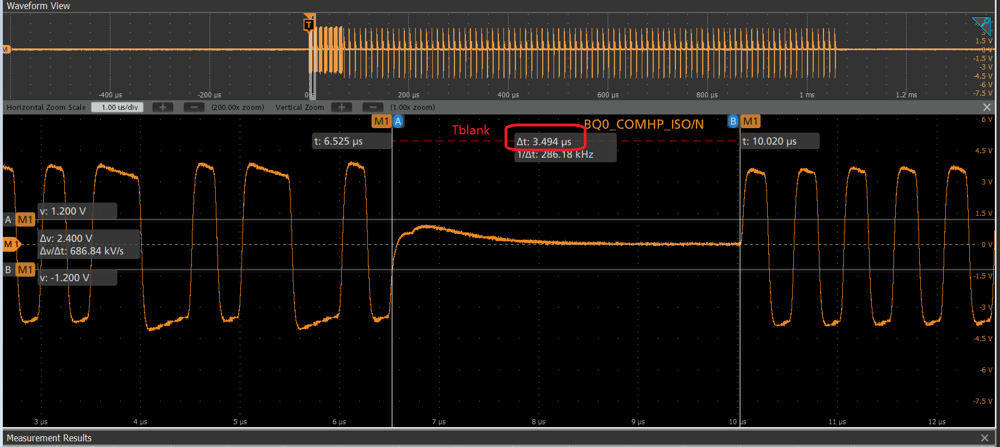 Waveform View
T
M
1.5 V
0 V
-1.5 V
-3 V
-4.5 V
-6 V
-7.5 V
-400 µs
-200 µs
200 µs
400 µs
600 µs
800 µs
1 ms
1.2 ms
Horizontal Zoom Scale 1.00 us/div + − (200.00x zoom) Vertical Zoom + − (1.00x zoom)
M1 A
Tblank
BQ0_COMHP_ISO/N
B M1
t: 6.525 µs
Δt: 3.494 µs
1/Δt: 286.18 kHz
t: 10.020 µs
6 V
4.5 V
3 V
1.5 V
0 V
-1.5 V
-3 V
-4.5 V
-6 V
-7.5 V
v: 1.200 V
A M1
Δv: 2.400 V
M 1
Δv/Δt: 686.84 kV/s
B M1
v: -1.200 V
3 µs
4 µs
5 µs
6 µs
7 µs
8 µs
9 µs
10 µs
11 µs
12 µs
Measurement Results